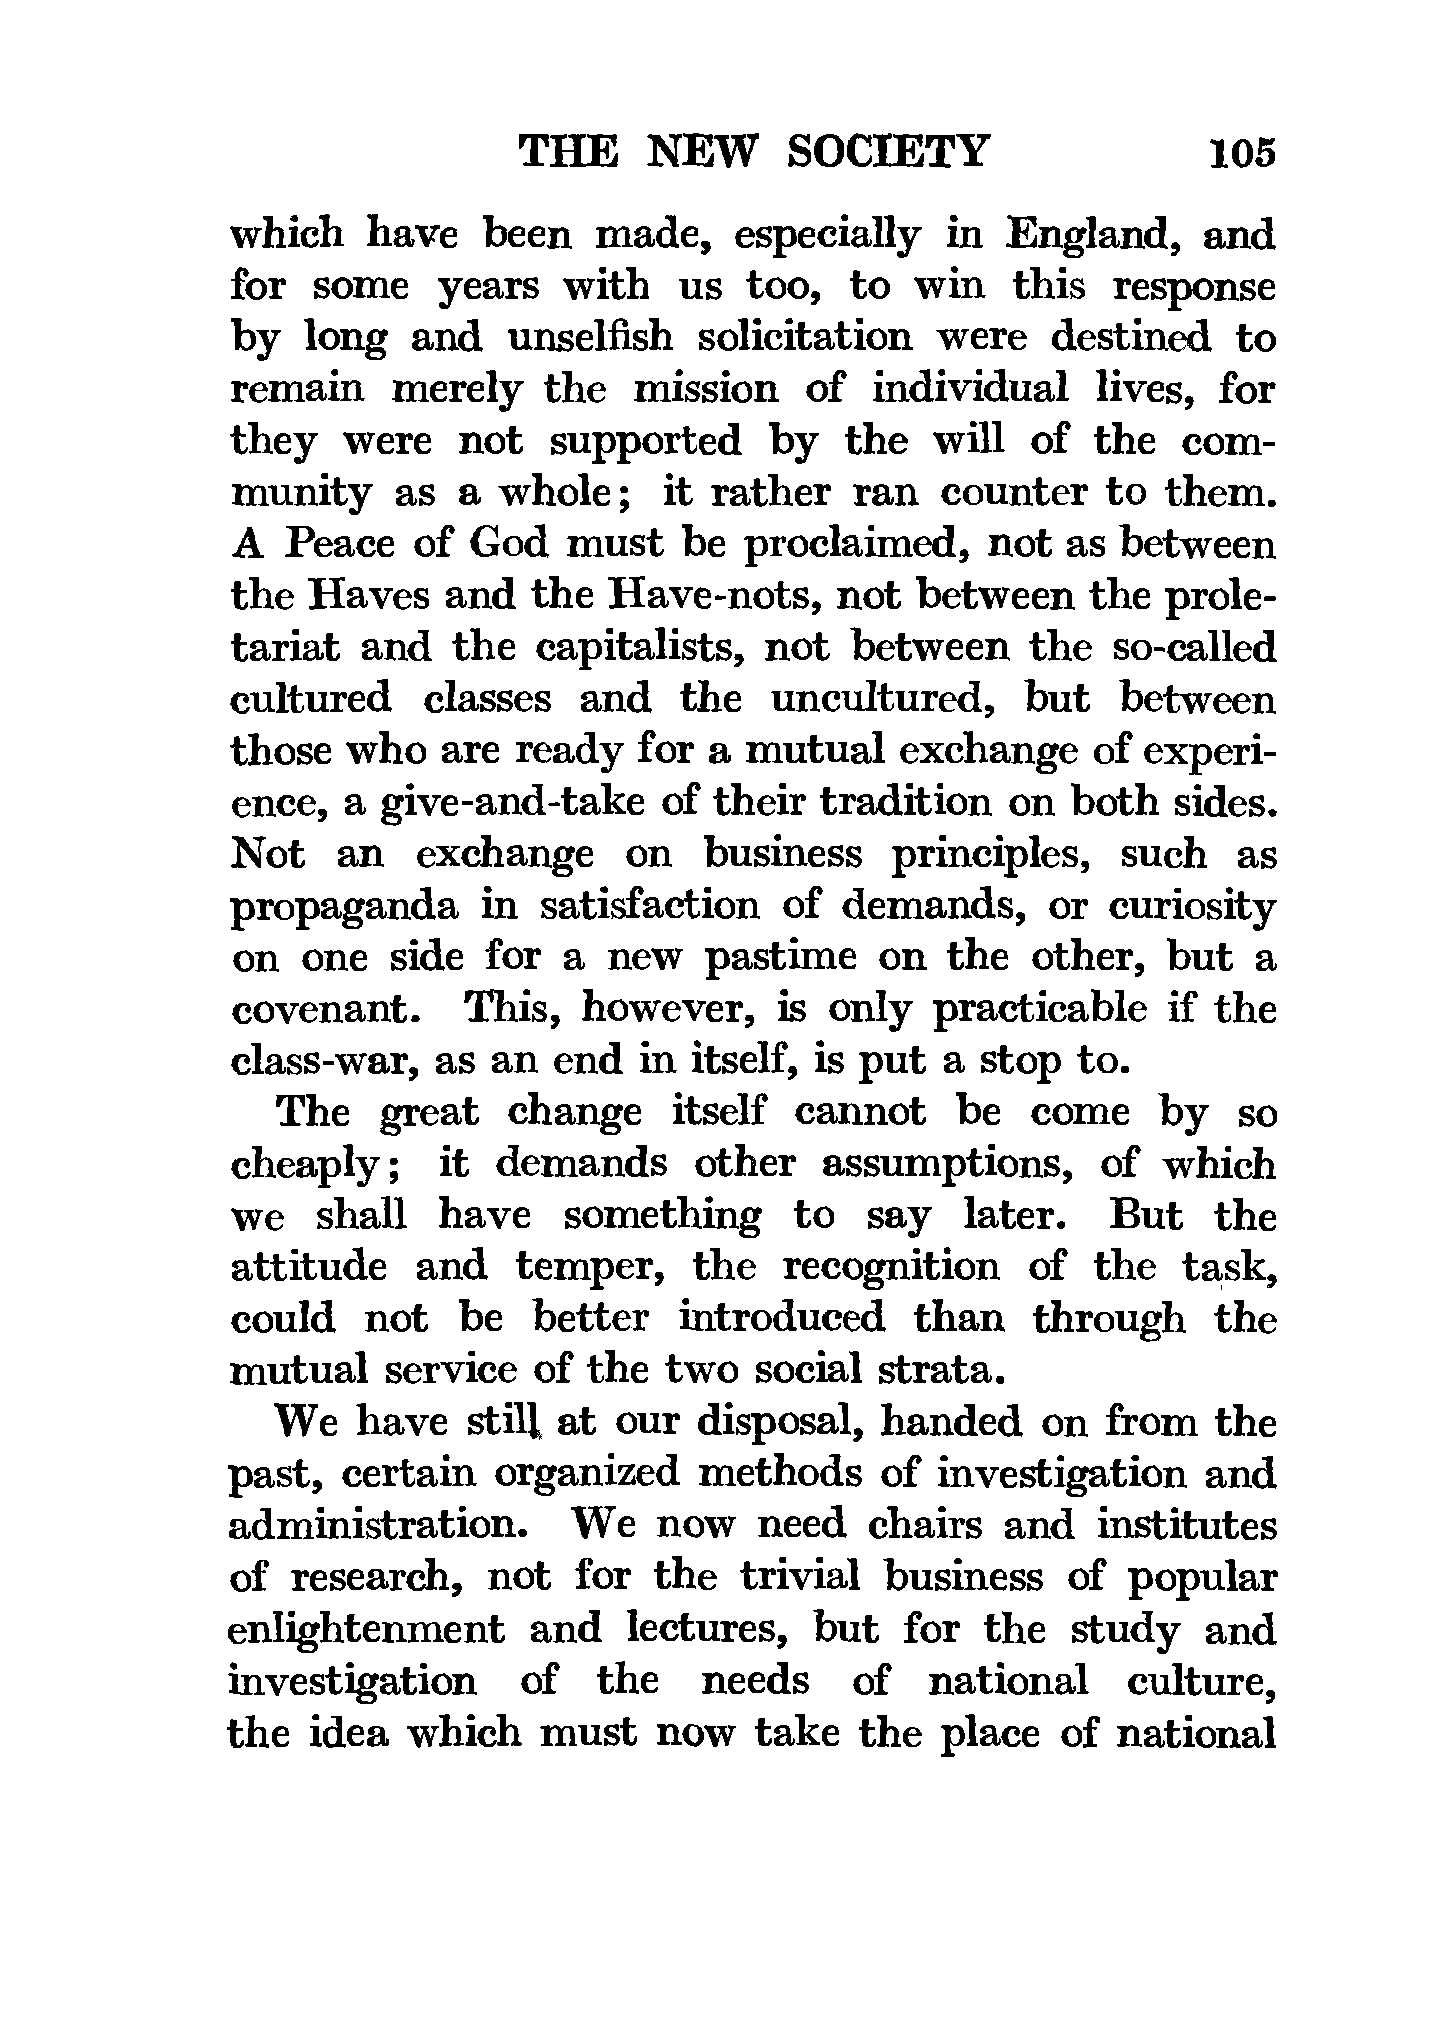 THE NEW SOCIETY 105
which have been made, especially in England, and
for some years with us too, to win this response
by long and unselfish solicitation were destined to
remain merely the mission of individual lives, for
they were not supported by the will of the com-
munity as a whole; it rather ran counter to them.
A Peace of God must be proclaimed, not as between
the Haves and the Have-nots, not between the prole-
tariat and the capitalists, not between the so-called
cultured classes and the uncultured, but between
those who are ready for a mutual exchange of experi-
ence, a give-and-take of their tradition on both sides.
Not an exchange on business principles, such as
propaganda in satisfaction of demands, or curiosity
on one side for a new pastime on the other, but a
covenant. This, however, is only practicable if the
class-war, as an end in itself, is put a stop to.
The great change itself cannot be come by so
cheaply; it demands other assumptions, of which
we shall have something to say later. But the
attitude and temper, the recognition of the task,
could not be better introduced than through the
mutual service of the two social strata.
We have still at our disposal, handed on from the
past, certain organized methods of investigation and
administration. We now need chairs and institutes
of research, not for the trivial business of popular
enlightenment and lectures, but for the study and
investigation of the needs of national culture,
the idea which must now take the place of national